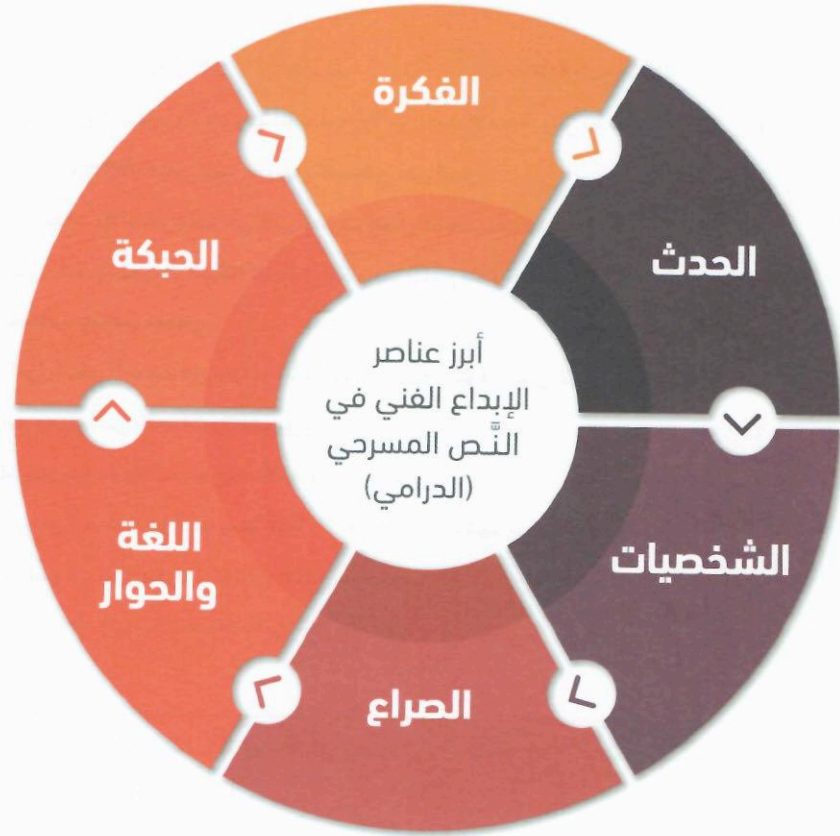 أبرز عناصر
الإبداع الفني في
النَّص المسرحي
(الدرامي)
الفكرة
الحدث
الشخصيات
الصراع
اللغة
والحوار
الحبكة